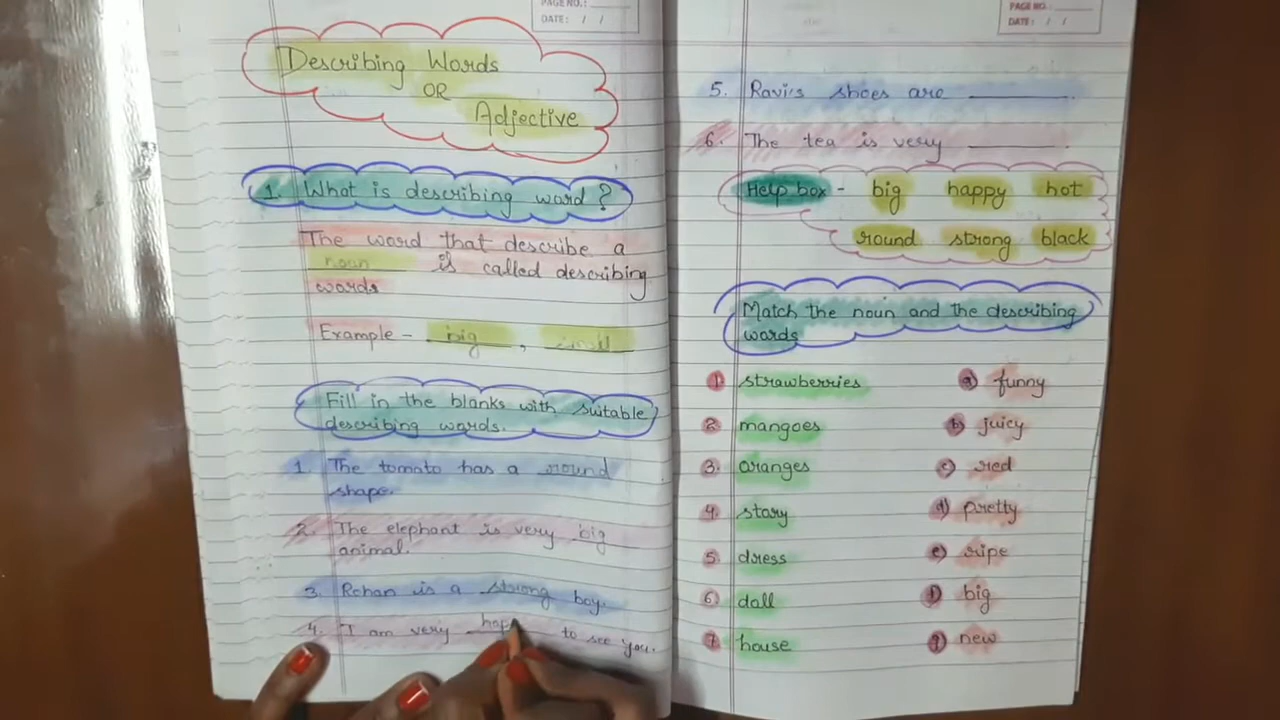 PAGE NO.:
DATE: / /
Describing Words
OR
Adjective
1. What is describing word?
The word that describe a
noun is called describing
words
Example - big,
Fill in the blanks with suitable
describing words.
1. The tomato has a round
shape.
2. The elephant is very big
animal.
3. Rohan is a strong boy.
4. I am very hap to see you.
PAGE NO.:
DATE: / /
5. Ravi's shoes are
6. The tea is very
Help box - big happy hot
round strong black
Match the noun and the describing
words
1. strawberries a) funny
2. mangoes b) juicy
3. oranges c) red
4. story d) pretty
5. dress e) ripe
6. doll f) big
7. house g) new